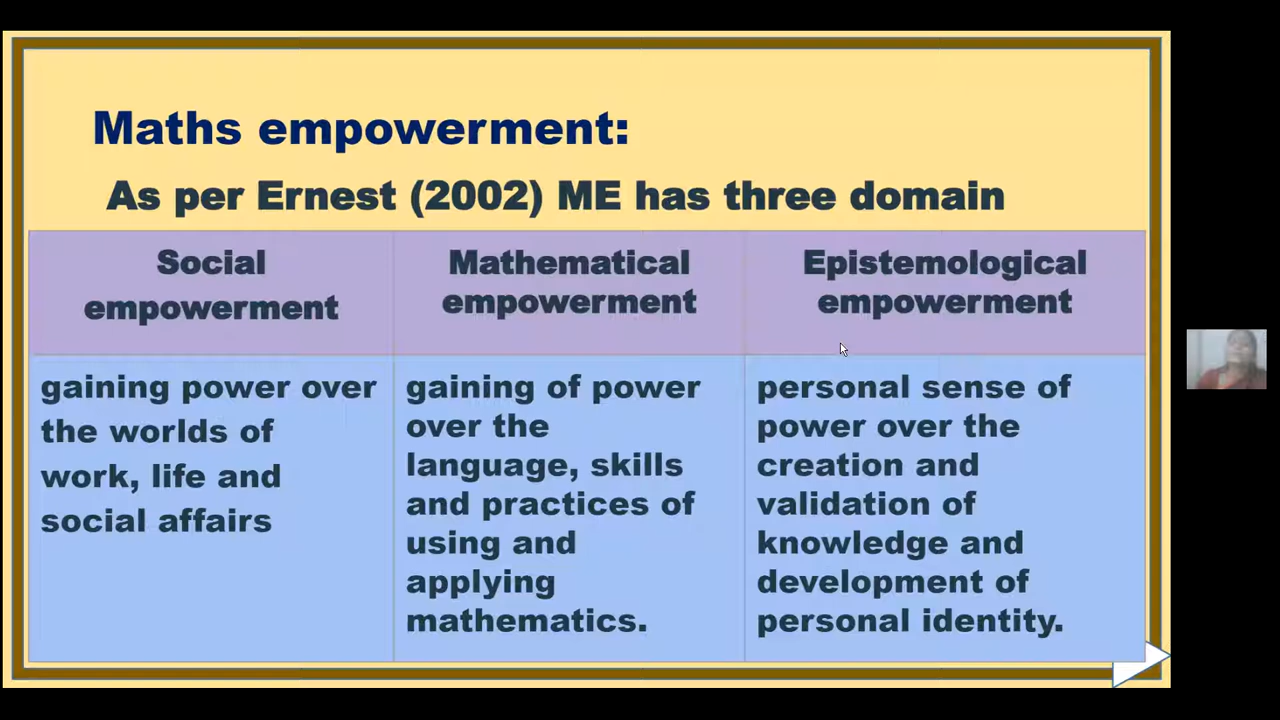 Maths empowerment:
As per Ernest (2002) ME has three domain
Social
empowerment
Mathematical
empowerment
Epistemological
empowerment
gaining power over
the worlds of
work, life and
social affairs
gaining of power
over the
language, skills
and practices of
using and
applying
mathematics.
personal sense of
power over the
creation and
validation of
knowledge and
development of
personal identity.